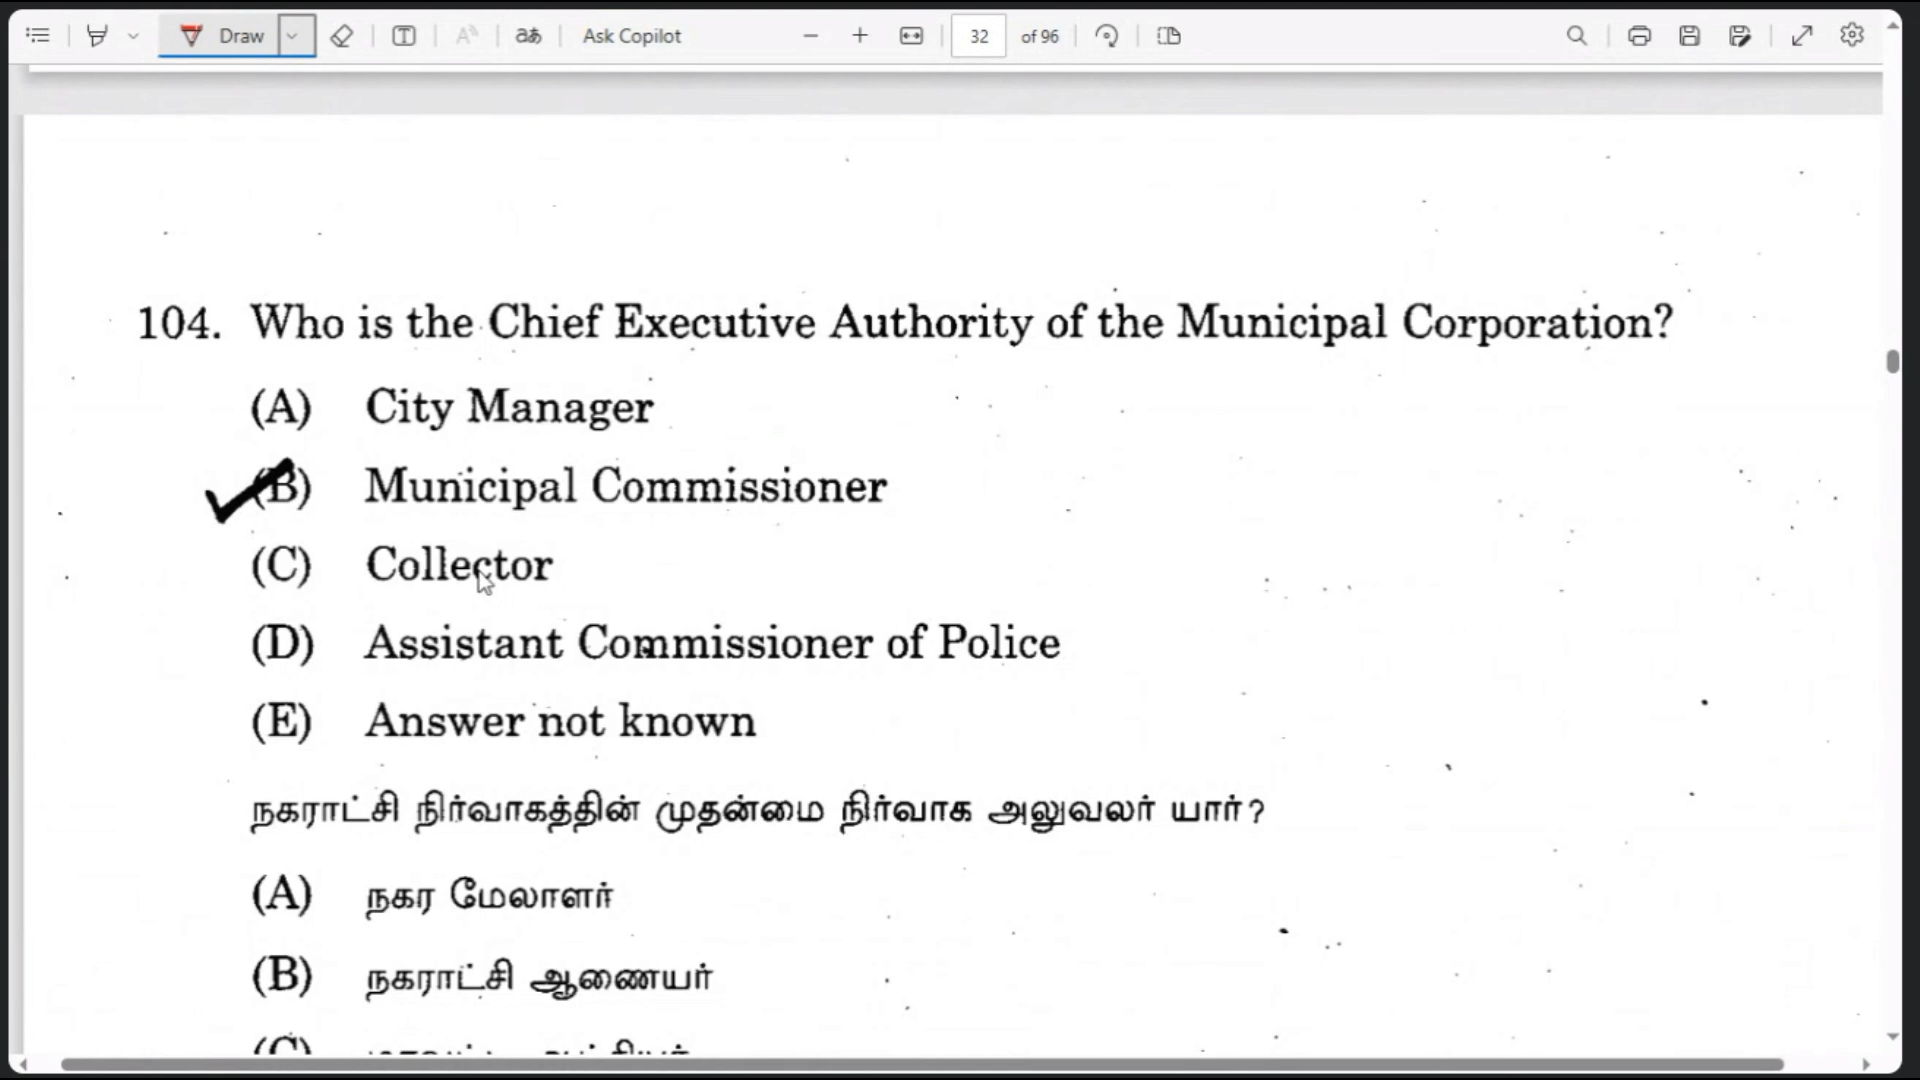 Draw
Ask Copilot
32 of 96
104. Who is the Chief Executive Authority of the Municipal Corporation?
(A) City Manager
(B) Municipal Commissioner
(C) Collector
(D) Assistant Commissioner of Police
(E) Answer not known
நகராட்சி நிர்வாகத்தின் முதன்மை நிர்வாக அலுவலர் யார்?
(A) நகர மேலாளர்
(B) நகராட்சி ஆணையர்
(C)